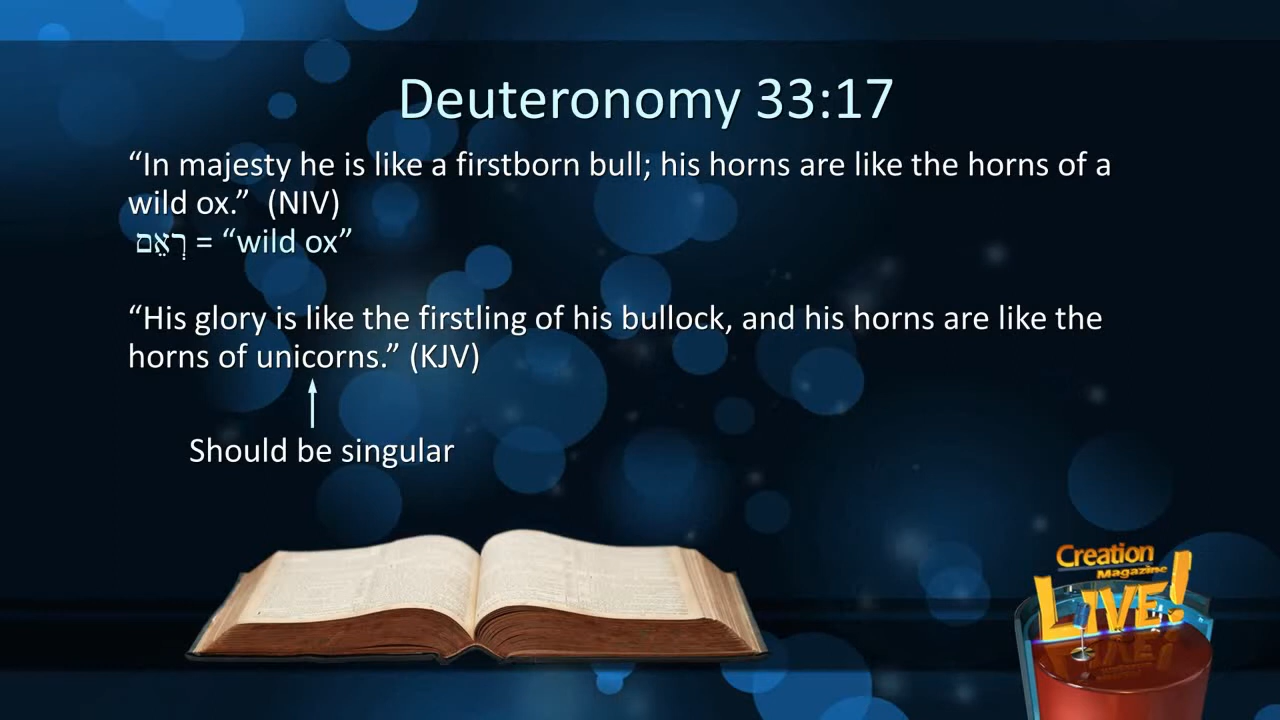 Deuteronomy 33:17
“In majesty he is like a firstborn bull; his horns are like the horns of a
wild ox.”  (NIV)
רְאֵם = “wild ox”
“His glory is like the firstling of his bullock, and his horns are like the
horns of unicorns.” (KJV)
Should be singular
Creation
Magazine
LIVE!